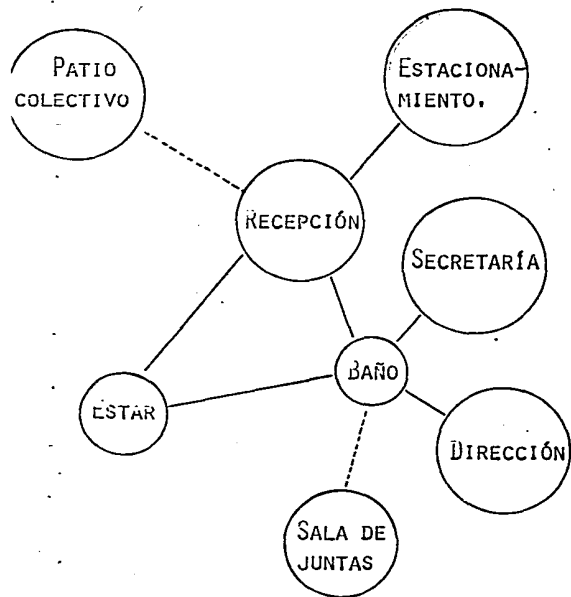 PATIO
COLECTIVO
ESTACIONA-
MIENTO.
RECEPCIÓN
SECRETARÍA
BAÑO
ESTAR
DIRECCIÓN
SALA DE
JUNTAS